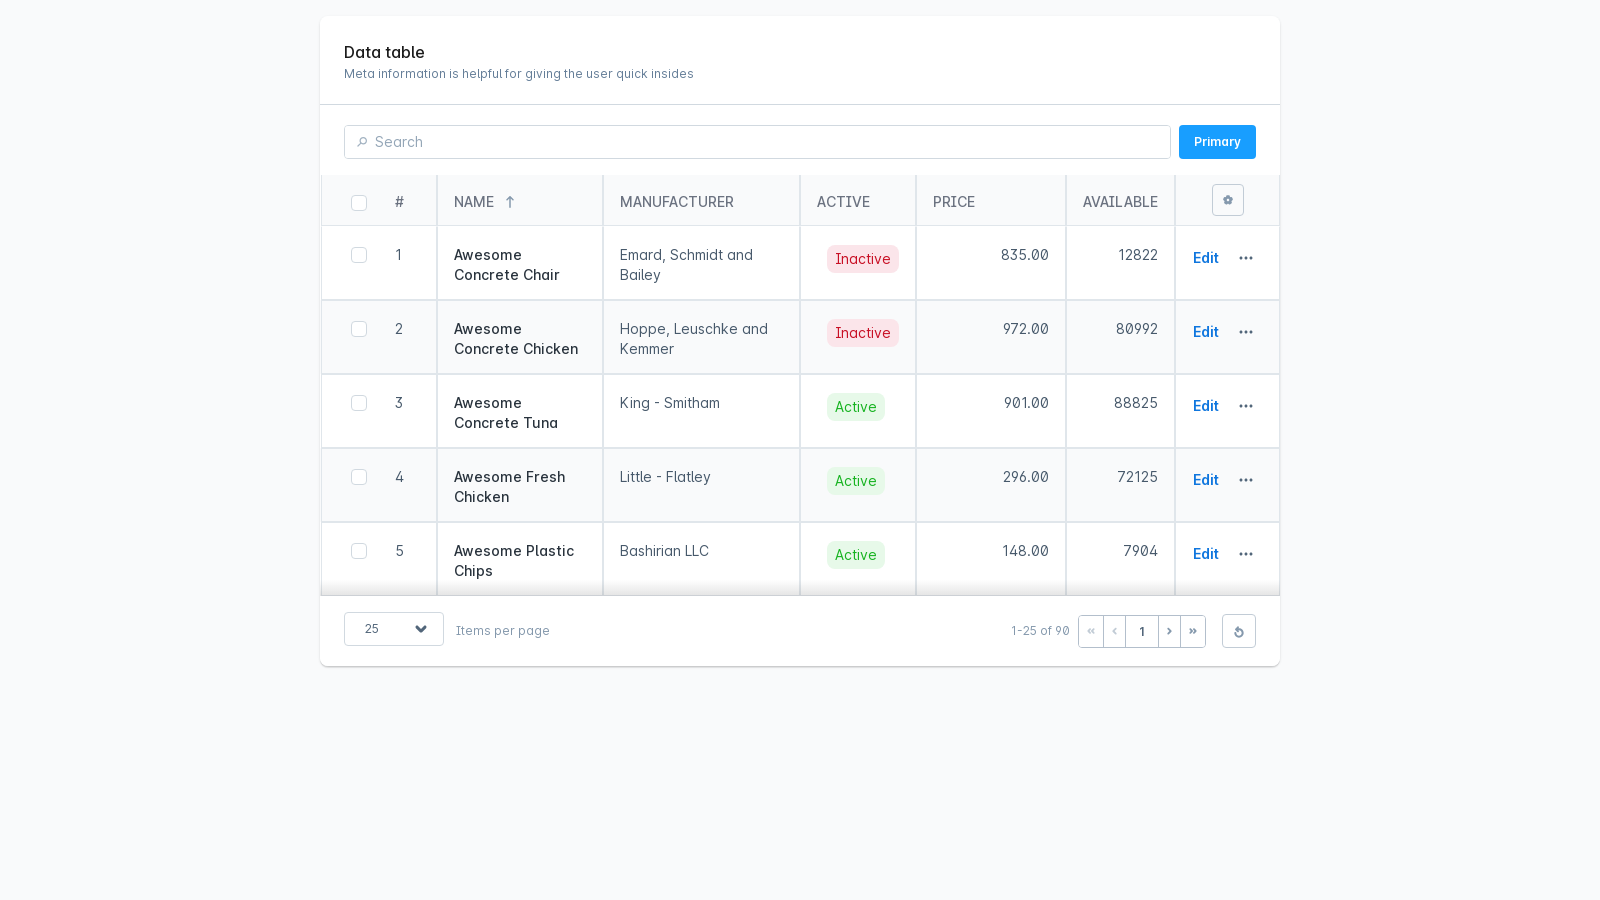 Data table
Meta information is helpful for giving the user quick insides
Search
Primary
# NAME MANUFACTURER ACTIVE PRICE AVAILABLE
1 Awesome Concrete Chair Emard, Schmidt and Bailey Inactive 835.00 12822 Edit
2 Awesome Concrete Chicken Hoppe, Leuschke and Kemmer Inactive 972.00 80992 Edit
3 Awesome Concrete Tuna King - Smitham Active 901.00 88825 Edit
4 Awesome Fresh Chicken Little - Flatley Active 296.00 72125 Edit
5 Awesome Plastic Chips Bashirian LLC Active 148.00 7904 Edit
25 Items per page 1-25 of 90 « ‹ 1 › »